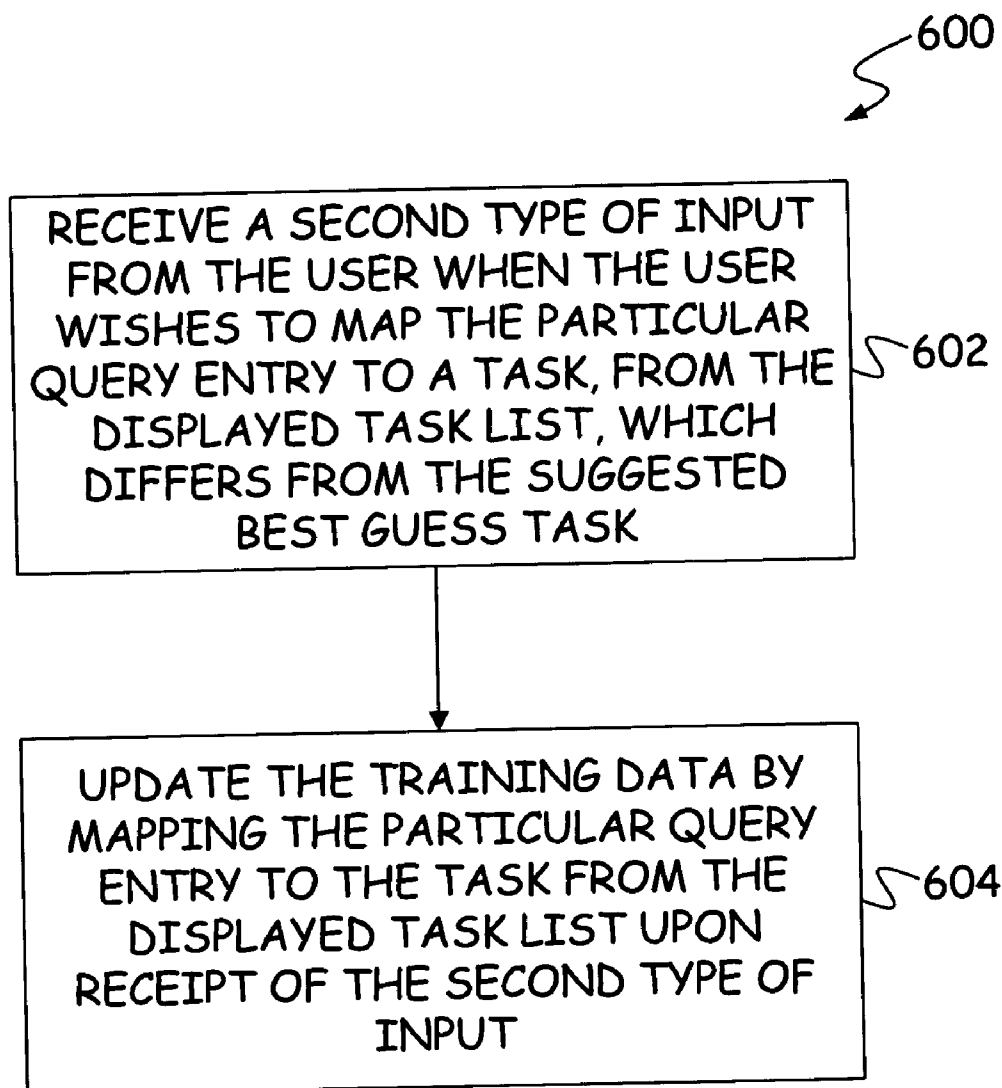 600
RECEIVE A SECOND TYPE OF INPUT
FROM THE USER WHEN THE USER
WISHES TO MAP THE PARTICULAR
QUERY ENTRY TO A TASK, FROM THE
DISPLAYED TASK LIST, WHICH
DIFFERS FROM THE SUGGESTED
BEST GUESS TASK
602
UPDATE THE TRAINING DATA BY
MAPPING THE PARTICULAR QUERY
ENTRY TO THE TASK FROM THE
DISPLAYED TASK LIST UPON
RECEIPT OF THE SECOND TYPE OF
INPUT
604